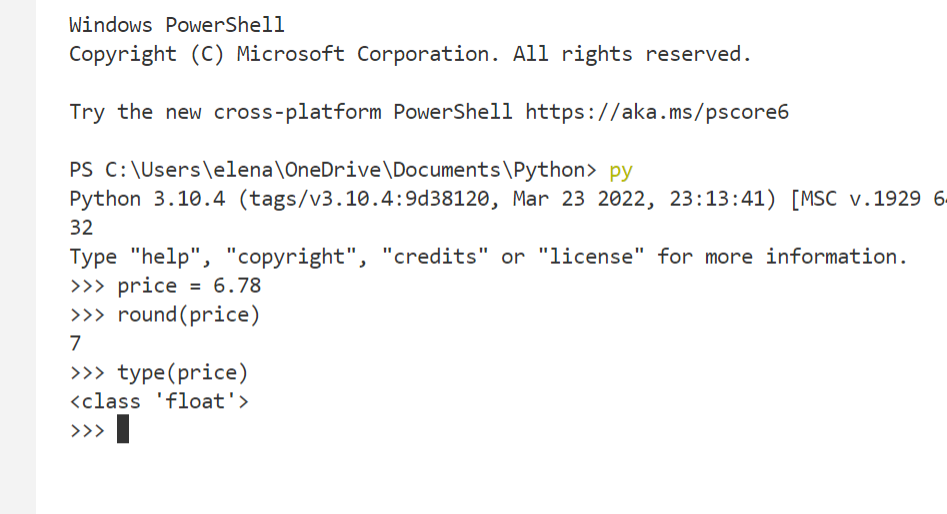 Windows PowerShell
Copyright (C) Microsoft Corporation. All rights reserved.
Try the new cross-platform PowerShell https://aka.ms/pscore6
PS C:\Users\elena\OneDrive\Documents\Python> py
Python 3.10.4 (tags/v3.10.4:9d38120, Mar 23 2022, 23:13:41) [MSC v.1929 6
32
Type "help", "copyright", "credits" or "license" for more information.
>>> price = 6.78
>>> round(price)
7
>>> type(price)
<class 'float'>
>>>